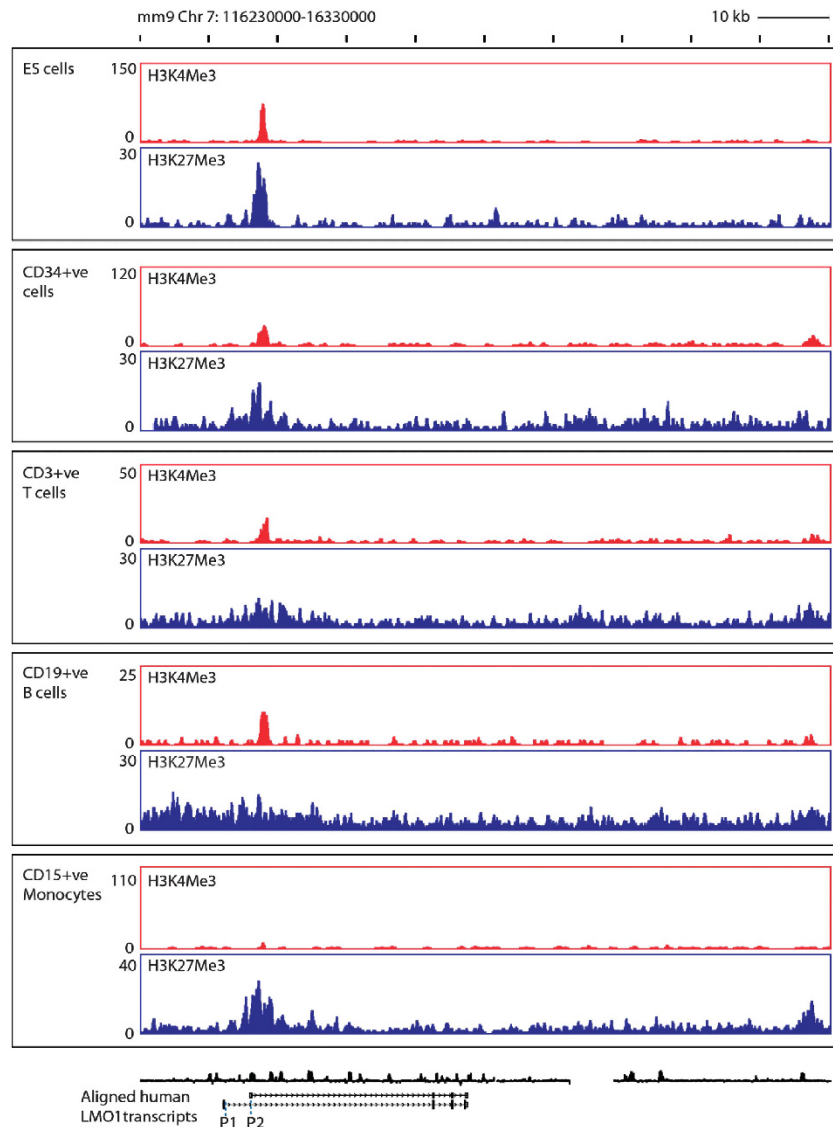 mm9 Chr 7: 116230000-16330000
10 kb
ES cells
150
H3K4Me3
0
30
H3K27Me3
0
CD34+ve
cells
120
H3K4Me3
0
30
H3K27Me3
0
CD3+ve
T cells
50
H3K4Me3
0
30
H3K27Me3
0
CD19+ve
B cells
25
H3K4Me3
0
30
H3K27Me3
0
CD15+ve
Monocytes
110
H3K4Me3
0
40
H3K27Me3
0
Aligned human
LMO1transcripts
P1 P2